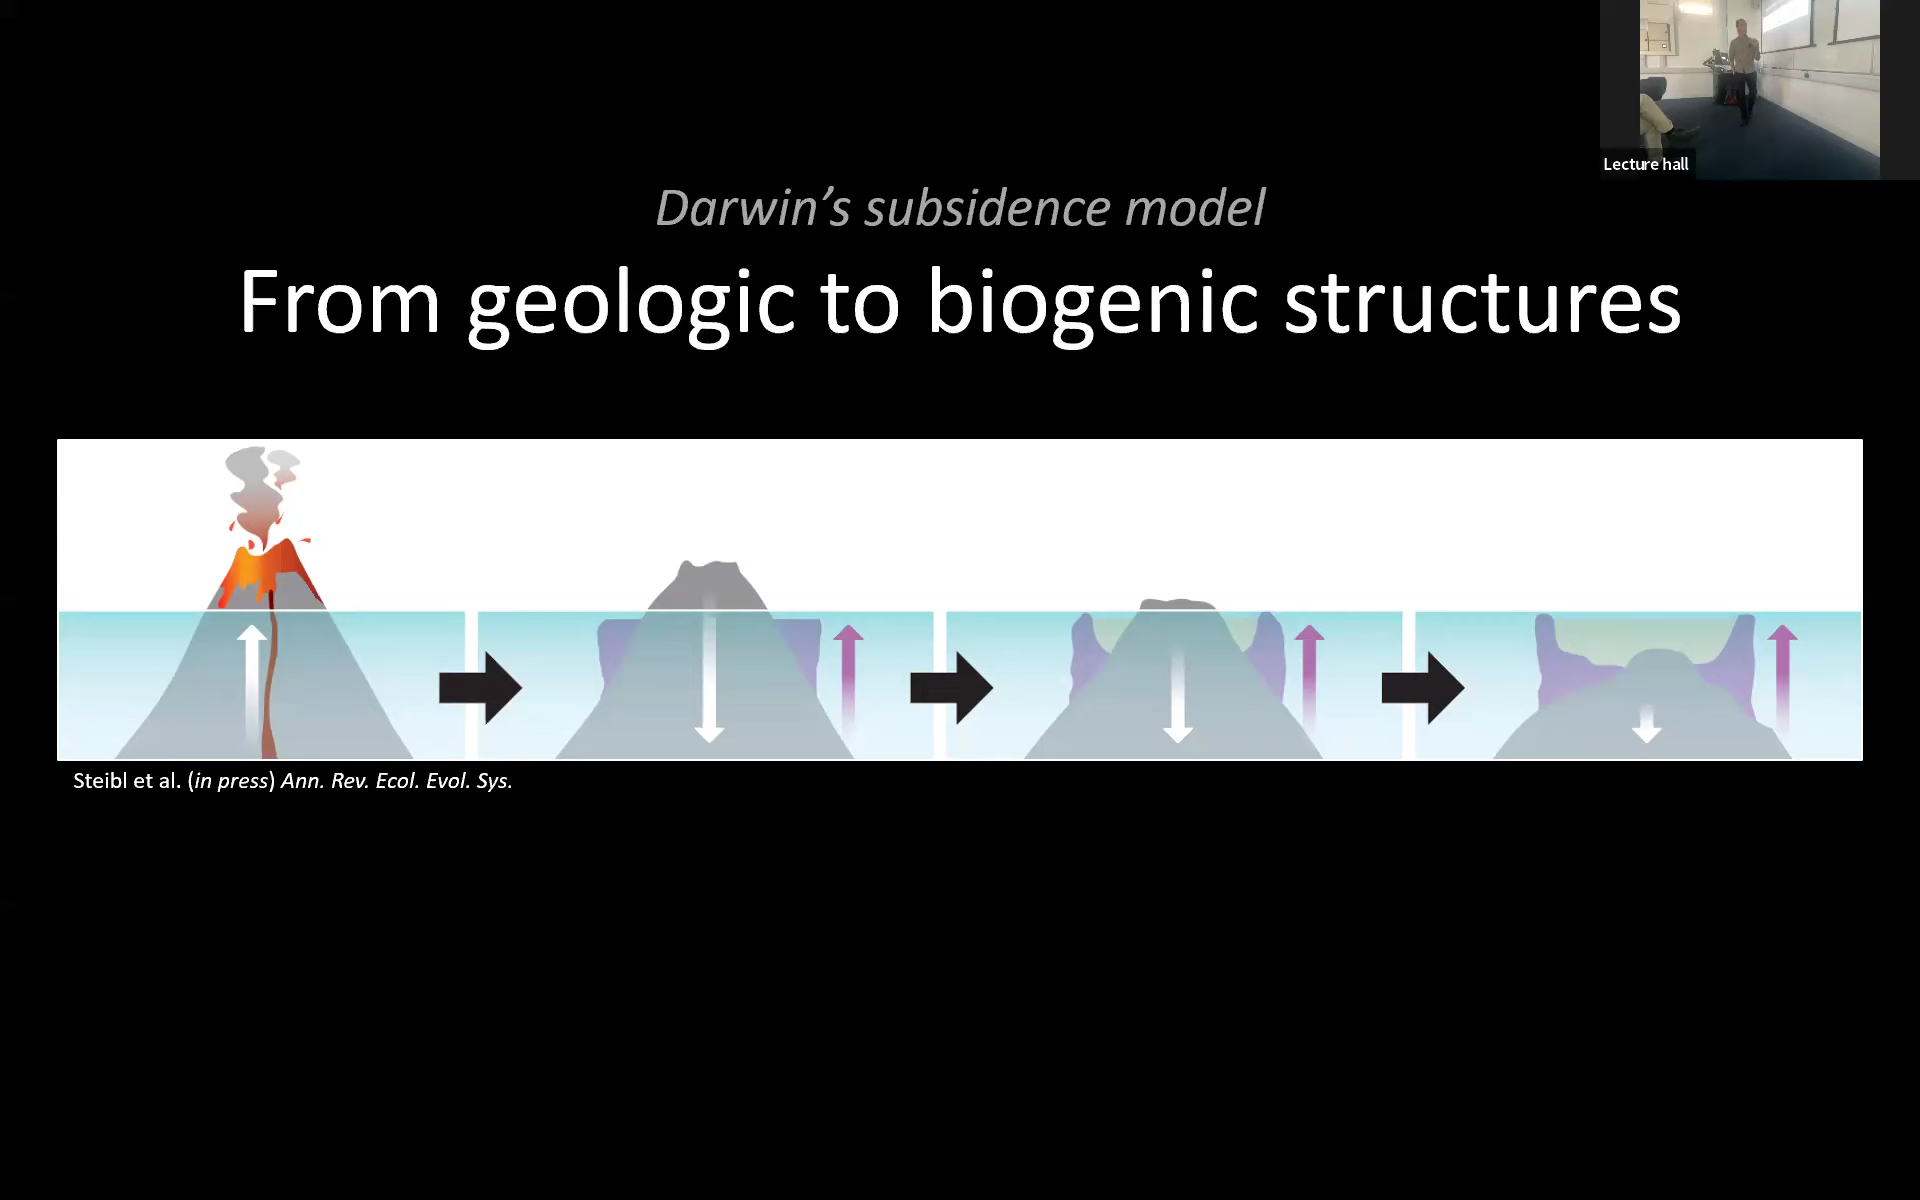 Lecture hall
Darwin’s subsidence model
From geologic to biogenic structures
Steibl et al. (in press) Ann. Rev. Ecol. Evol. Sys.